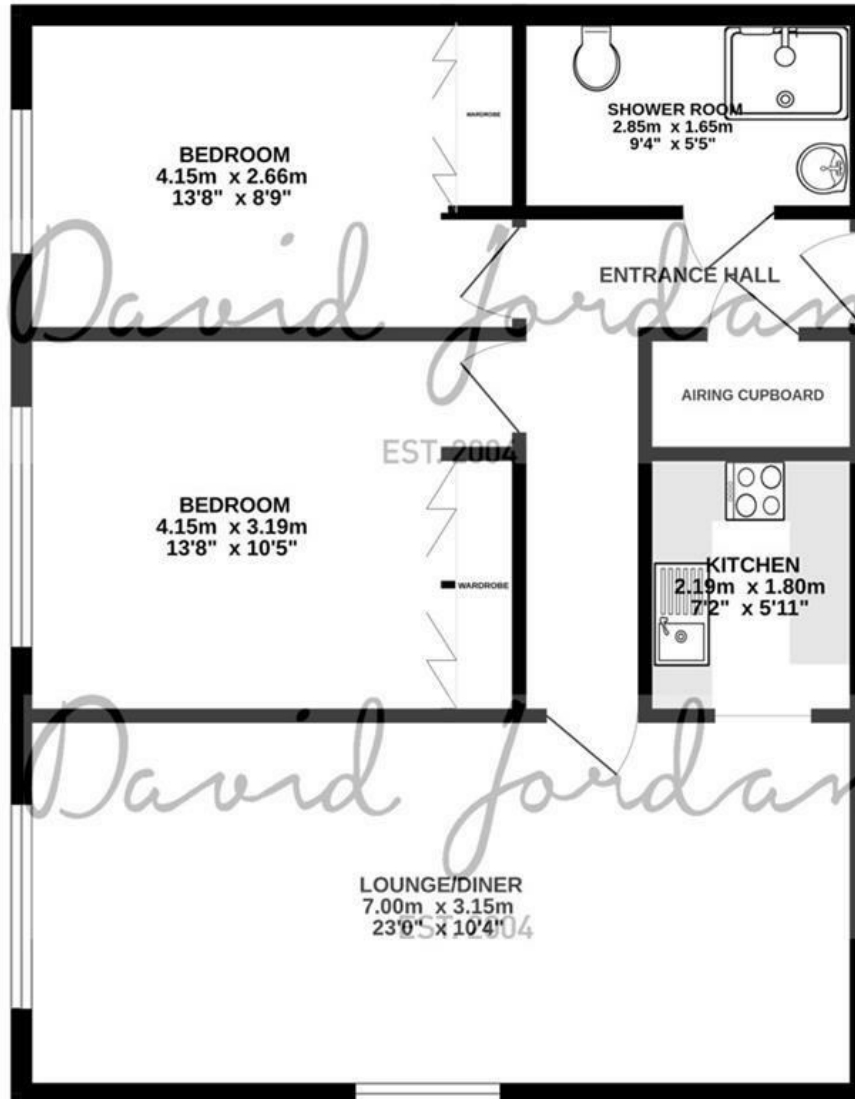 WARDROBE
SHOWER ROOM
2.85m x 1.65m
9'4" x 5'5"
BEDROOM
4.15m x 2.66m
13'8" x 8'9"
David Jordan
ENTRANCE HALL
AIRING CUPBOARD
EST. 2004
BEDROOM
4.15m x 3.19m
13'8" x 10'5"
WARDROBE
KITCHEN
2.19m x 1.80m
7'2" x 5'11"
David Jordan
LOUNGE/DINER
7.00m x 3.15m
23'0" x 10'4"
EST. 2004